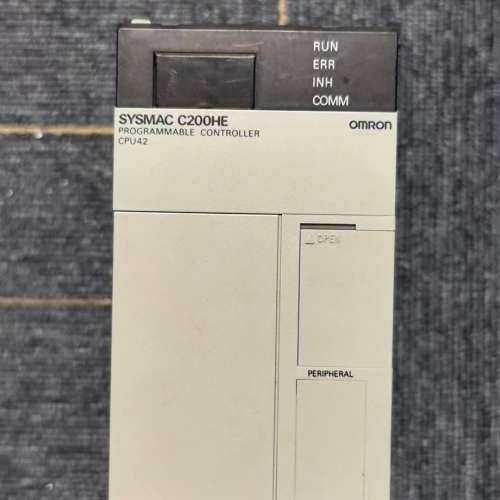 RUN
ERR
INH
COMM
SYSMAC C200HE
PROGRAMMABLE CONTROLLER
CPU42
OMRON
OPEN
PERIPHERAL